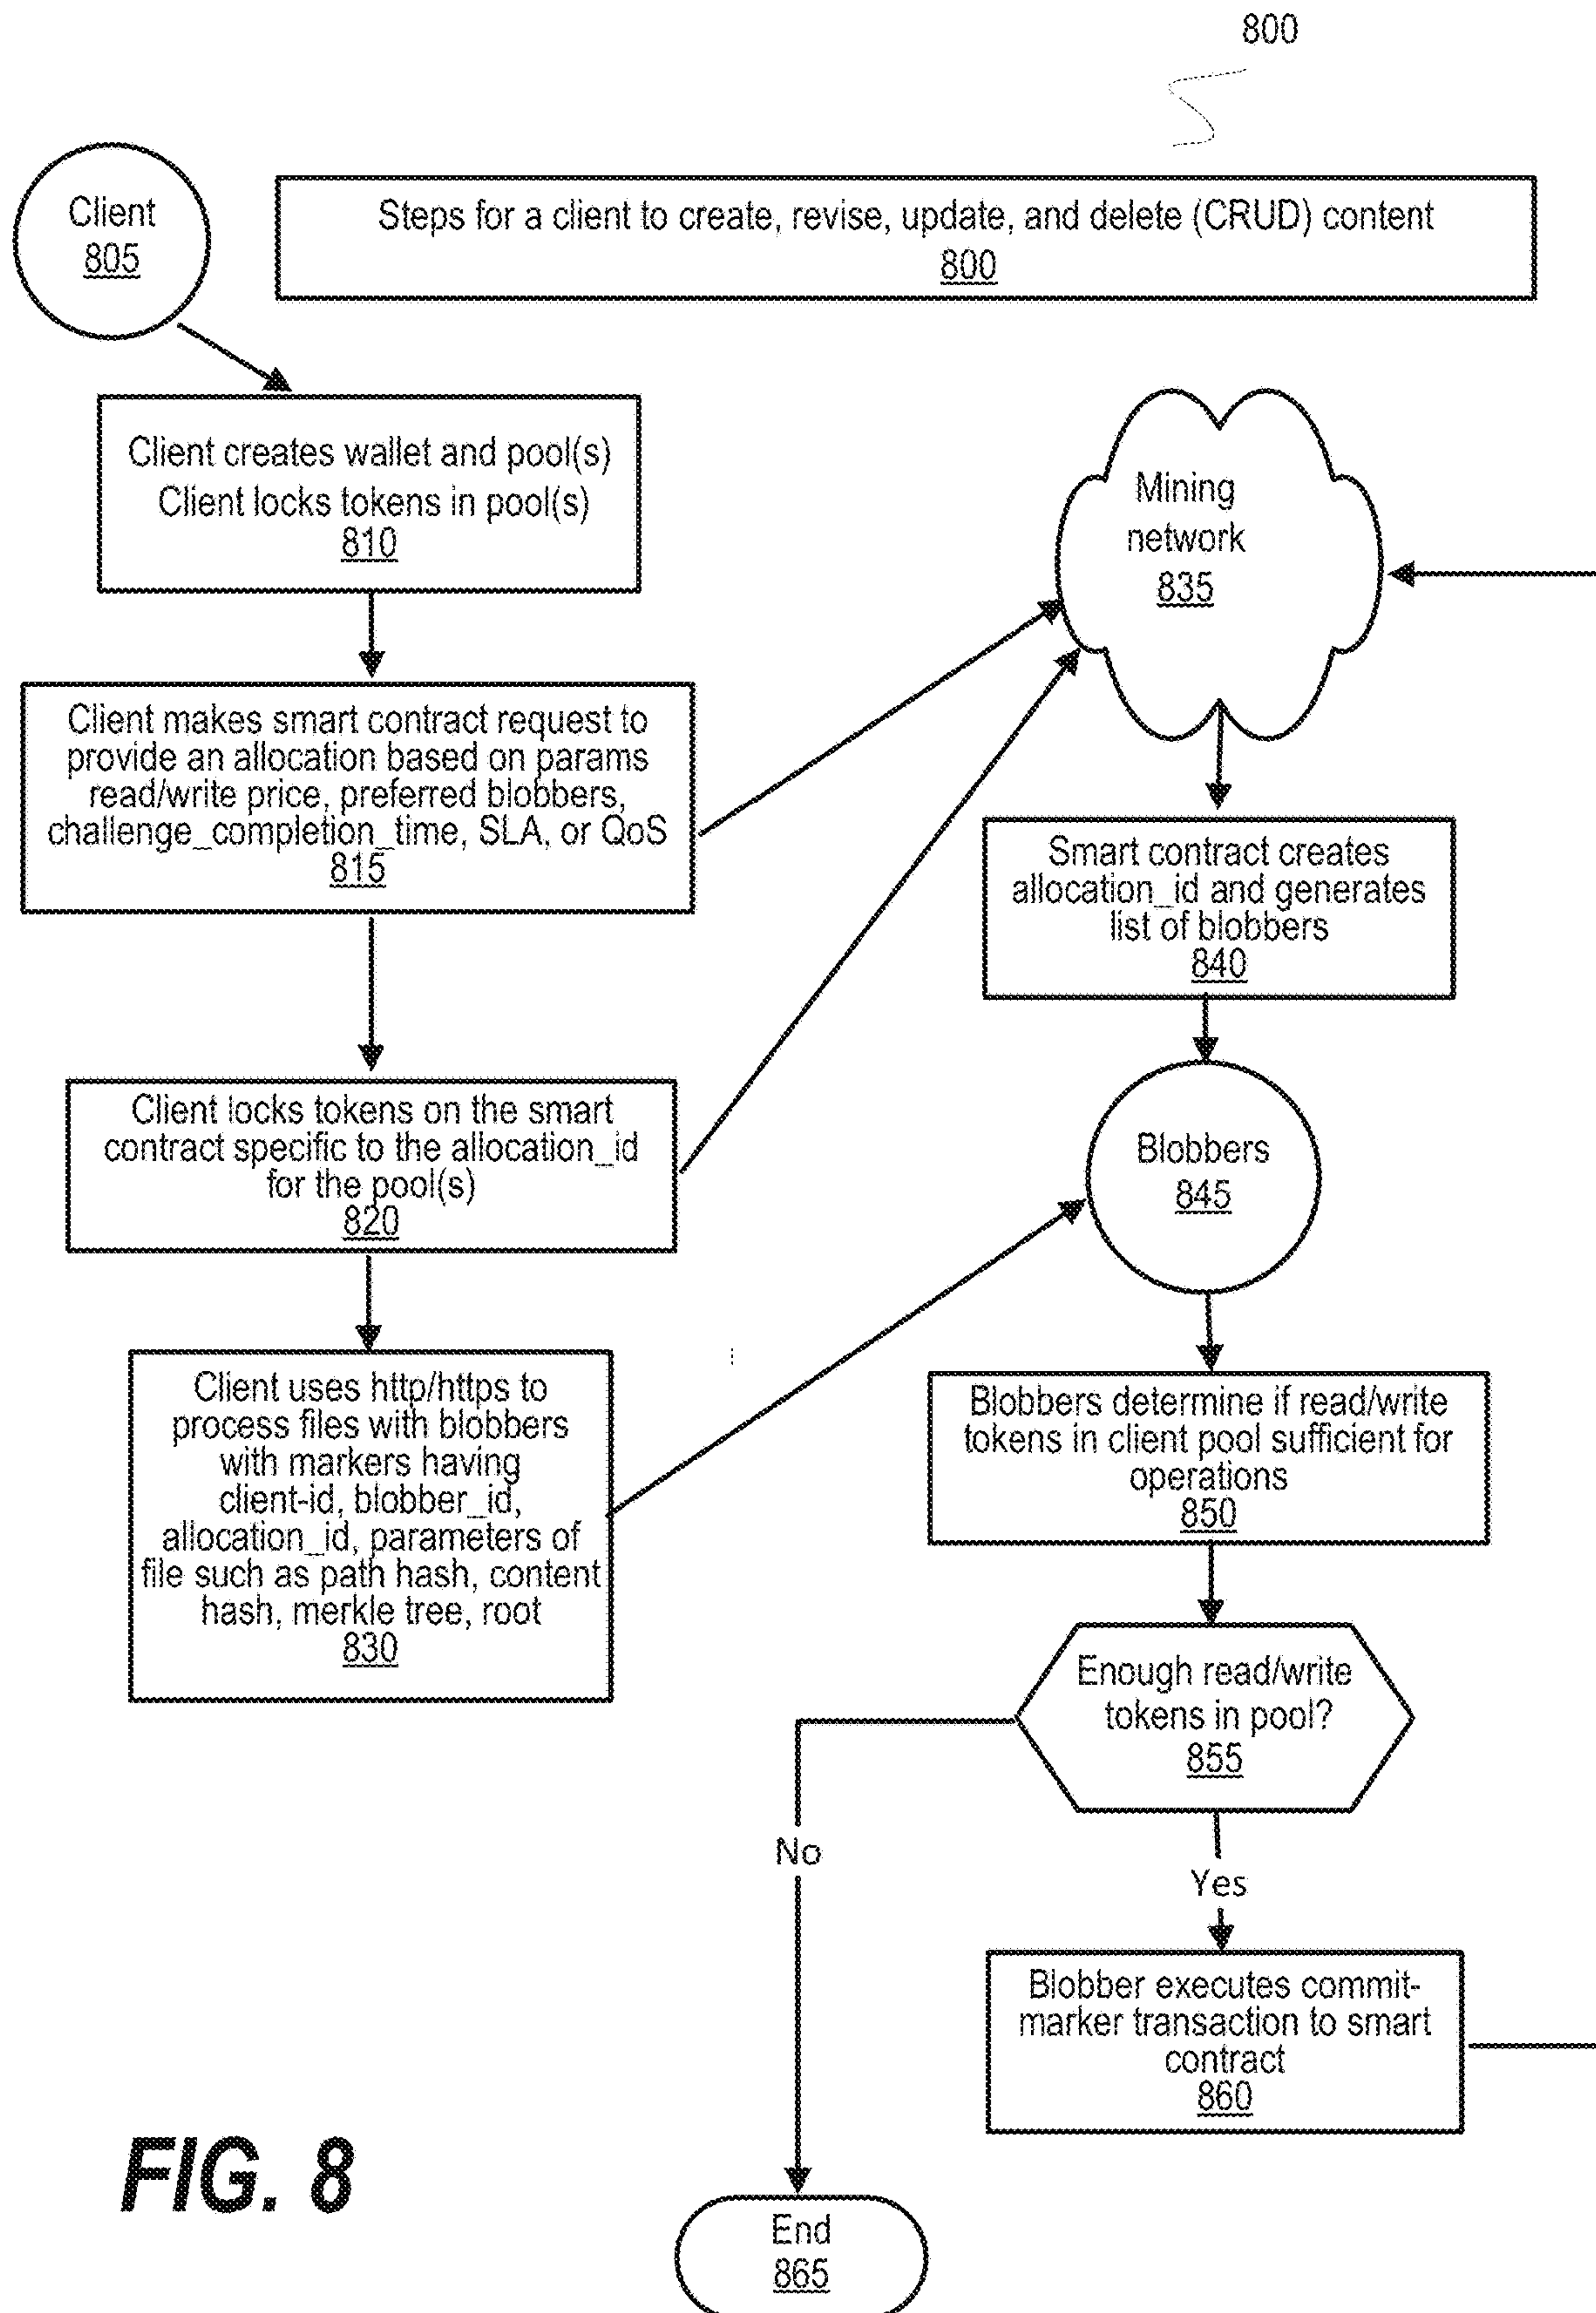 800
Client
805
Steps for a client to create, revise, update, and delete (CRUD) content
800
Client creates wallet and pool(s)
Client locks tokens in pool(s)
810
Client makes smart contract request to
provide an allocation based on params
read/write price, preferred blobbers,
challenge_completion_time, SLA, or QoS
815
Client locks tokens on the smart
contract specific to the allocation_id
for the pool(s)
820
Client uses http/https to
process files with blobbers
with markers having
client-id, blobber_id,
allocation_id, parameters of
file such as path hash, content
hash, merkle tree, root
830
Mining
network
835
Smart contract creates
allocation_id and generates
list of blobbers
840
Blobbers
845
Blobbers determine if read/write
tokens in client pool sufficient for
operations
850
Enough read/write
tokens in pool?
855
No
Yes
Blobber executes commit-
marker transaction to smart
contract
860
End
865
FIG. 8